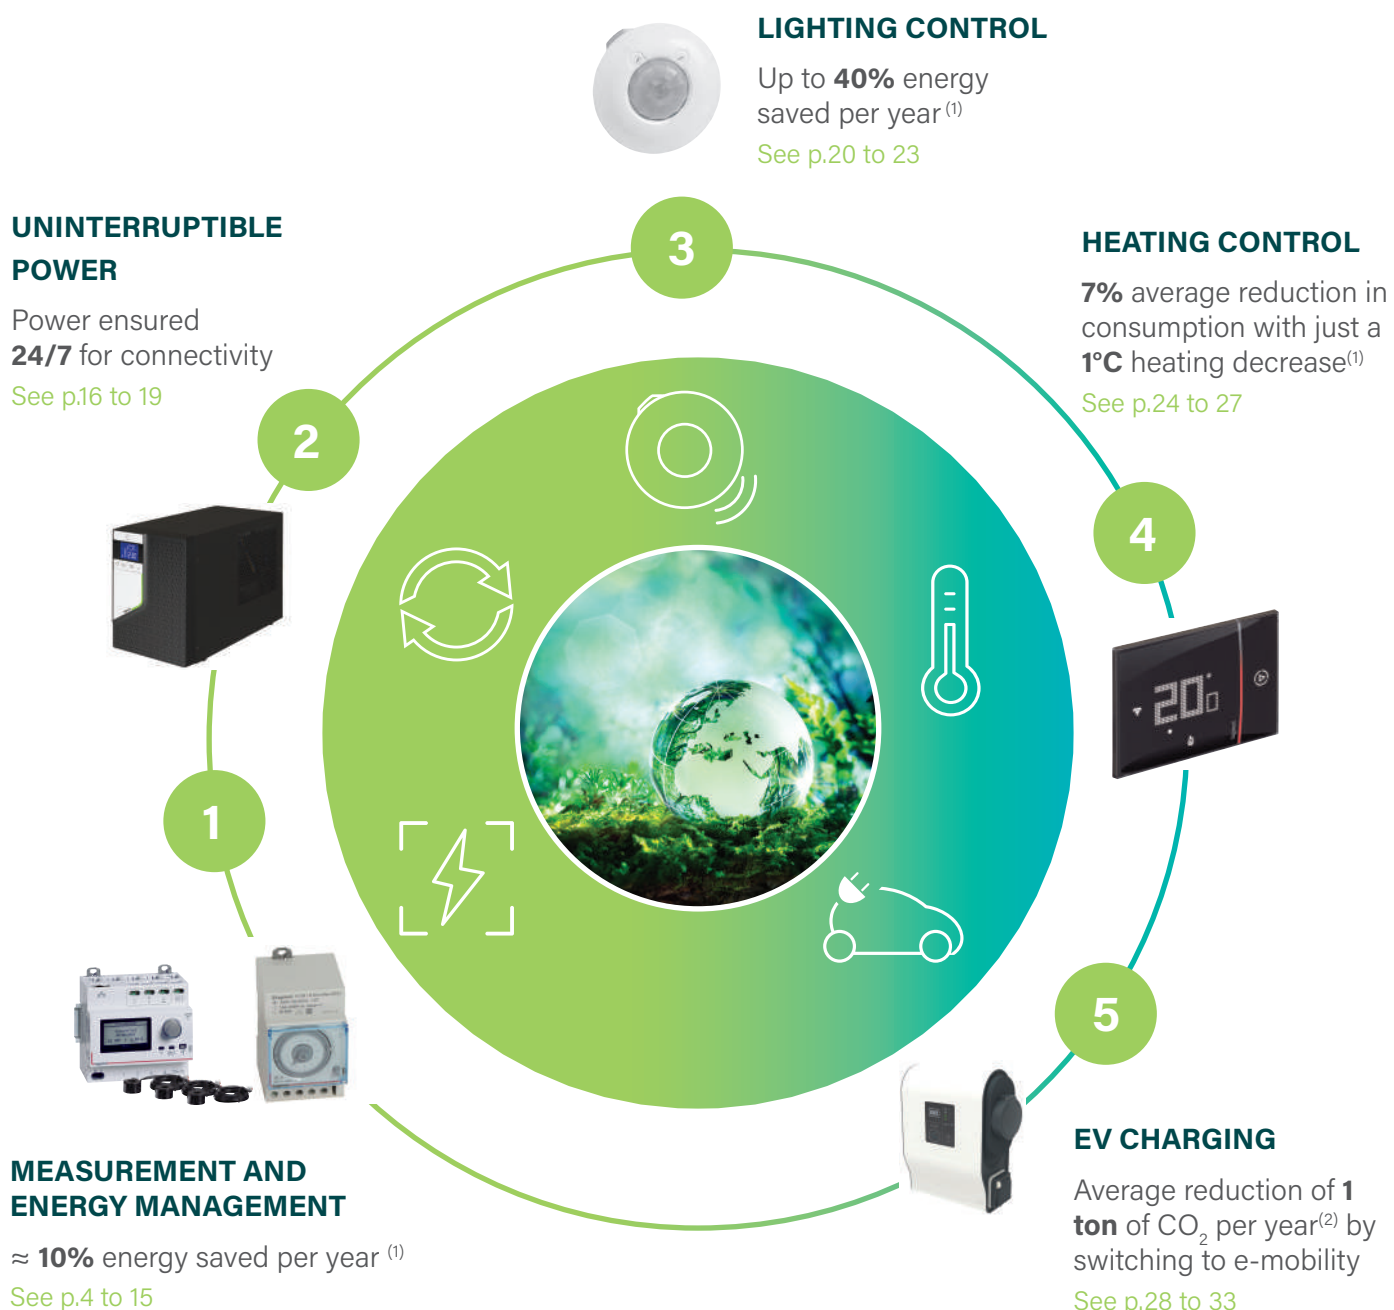 LIGHTING CONTROL
Up to 40% energy
saved per year (1)
See p.20 to 23
3
UNINTERRUPTIBLE
POWER
Power ensured
24/7 for connectivity
See p.16 to 19
2
HEATING CONTROL
7% average reduction in
consumption with just a
1°C heating decrease(1)
See p.24 to 27
4
20°
1
5
MEASUREMENT AND
ENERGY MANAGEMENT
≈ 10% energy saved per year (1)
See p.4 to 15
EV CHARGING
Average reduction of 1
ton of CO2 per year(2) by
switching to e-mobility
See p.28 to 33